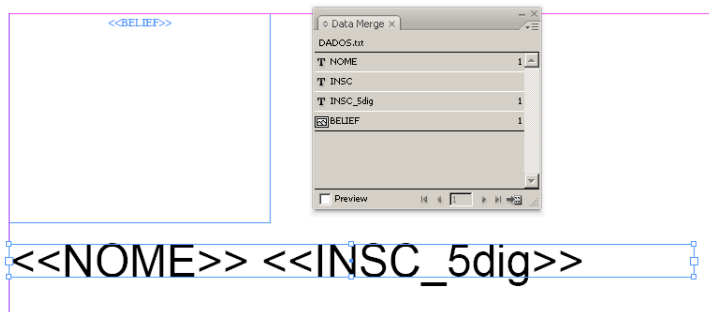 <<BELIEF>>
Data Merge
DADOS.txt
NOME 1
INSC
INSC_5dig 1
BELIEF 1
Preview 1
<<NOME>> <<INSC_5dig>>